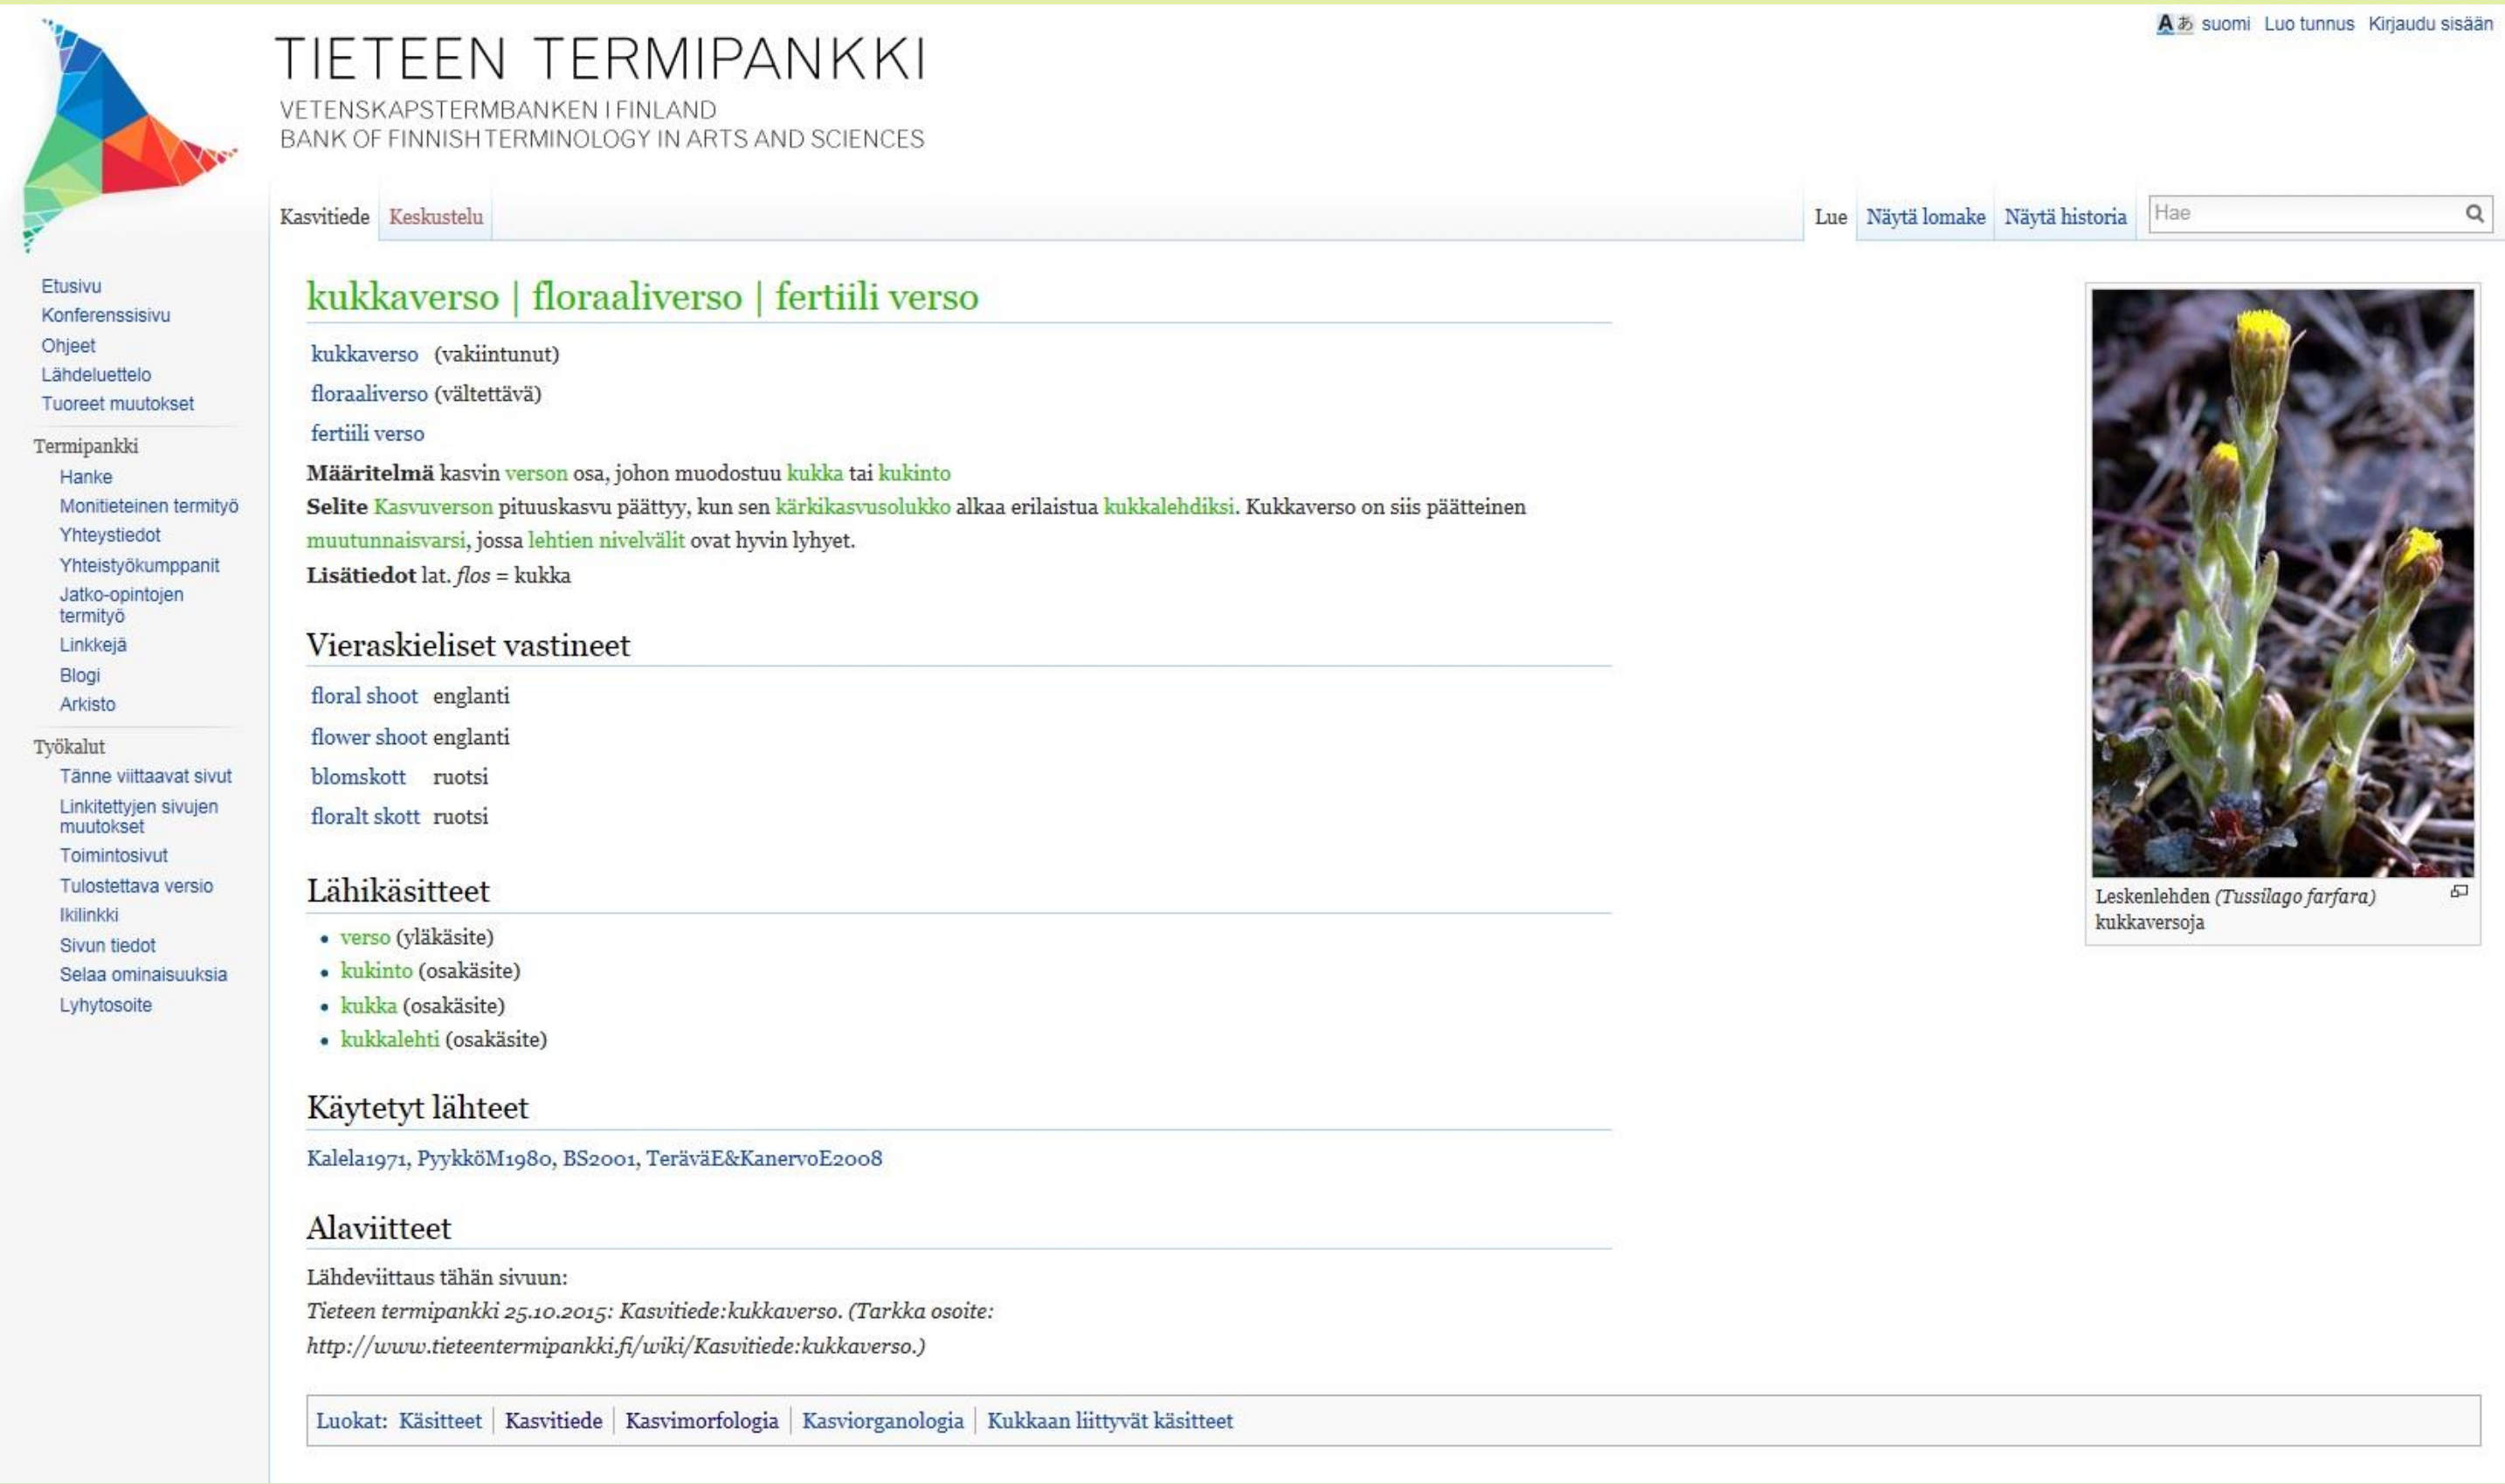 Aあ suomi Luo tunnus Kirjaudu sisään
TIETEEN TERMIPANKKI
VETENSKAPSTERMBANKEN I FINLAND
BANK OF FINNISH TERMINOLOGY IN ARTS AND SCIENCES
Kasvitiede Keskustelu Lue Näytä lomake Näytä historia Hae
Etusivu
Konferenssisivu
Ohjeet
Lähdeluettelo
Tuoreet muutokset
Termipankki
Hanke
Monitieteinen termityö
Yhteystiedot
Yhteistyökumppanit
Jatko-opintojen
termityö
Linkkejä
Blogi
Arkisto
Työkalut
Tänne viittaavat sivut
Linkitettyjen sivujen
muutokset
Toimintosivut
Tulostettava versio
Ikilinkki
Sivun tiedot
Selaa ominaisuuksia
Lyhytosoite
kukkaverso | floraaliverso | fertiili verso
kukkaverso (vakiintunut)
floraaliverso (vältettävä)
fertiili verso
Määritelmä kasvin verson osa, johon muodostuu kukka tai kukinto
Selite Kasvuverson pituuskasvu päättyy, kun sen kärkikasvusolukko alkaa erilaistua kukkalehdiksi. Kukkaverso on siis päätteinen
muutunnaisvarsi, jossa lehtien nivelvälit ovat hyvin lyhyet.
Lisätiedot lat. flos = kukka
Vieraskieliset vastineet
floral shoot englanti
flower shoot englanti
blomskott ruotsi
floralt skott ruotsi
Lähikäsitteet
• verso (yläkäsite)
• kukinto (osakäsite)
• kukka (osakäsite)
• kukkalehti (osakäsite)
Käytetyt lähteet
Kalela1971, PyykköM1980, BS2001, TeräväE&KanervoE2008
Alaviitteet
Lähdeviittaus tähän sivuun:
Tieteen termipankki 25.10.2015: Kasvitiede:kukkaverso. (Tarkka osoite:
http://www.tieteentermipankki.fi/wiki/Kasvitiede:kukkaverso.)
Leskenlehden (Tussilago farfara)
kukkaversoja
Luokat: Käsitteet | Kasvitiede | Kasvimorfologia | Kasviorganologia | Kukkaan liittyvät käsitteet